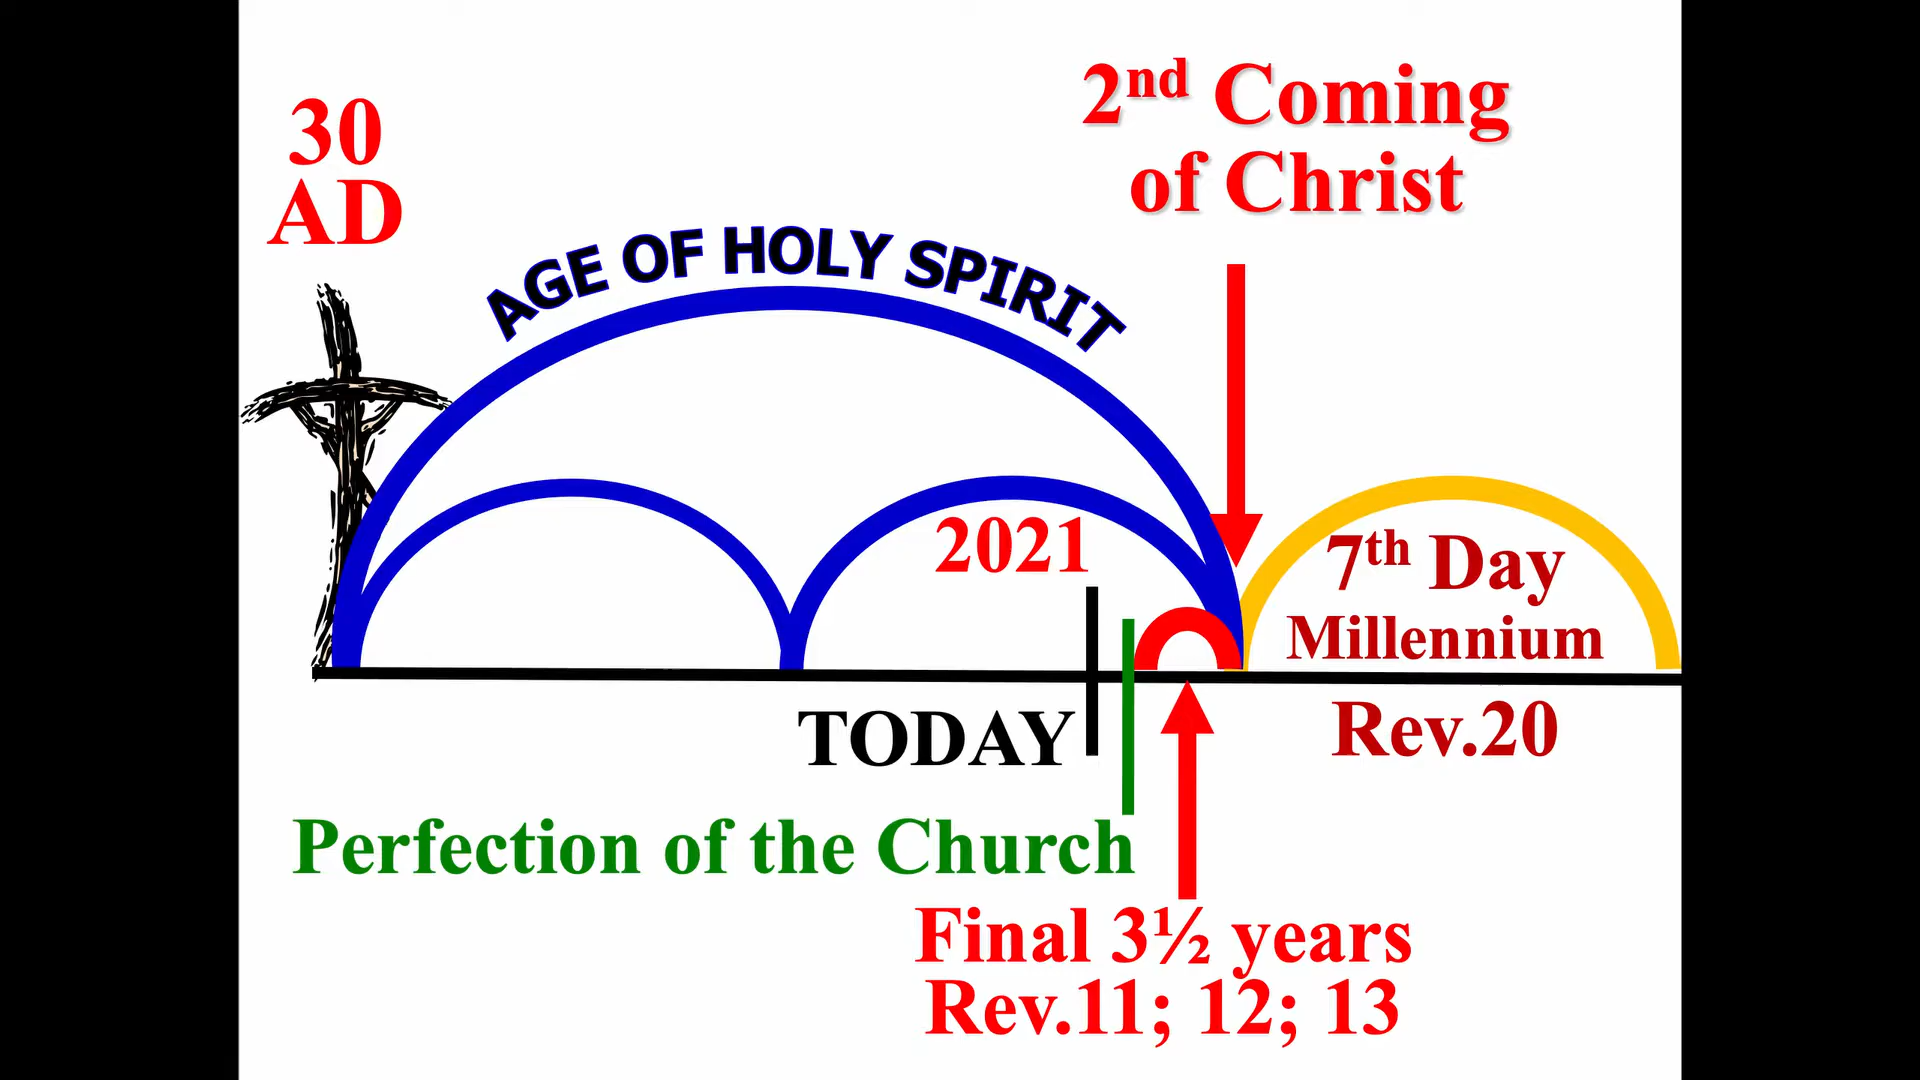 30
AD
2nd Coming
of Christ
AGE OF HOLY SPIRIT
2021
7th Day
Millennium
TODAY
Rev.20
Perfection of the Church
Final 3½ years
Rev.11; 12; 13